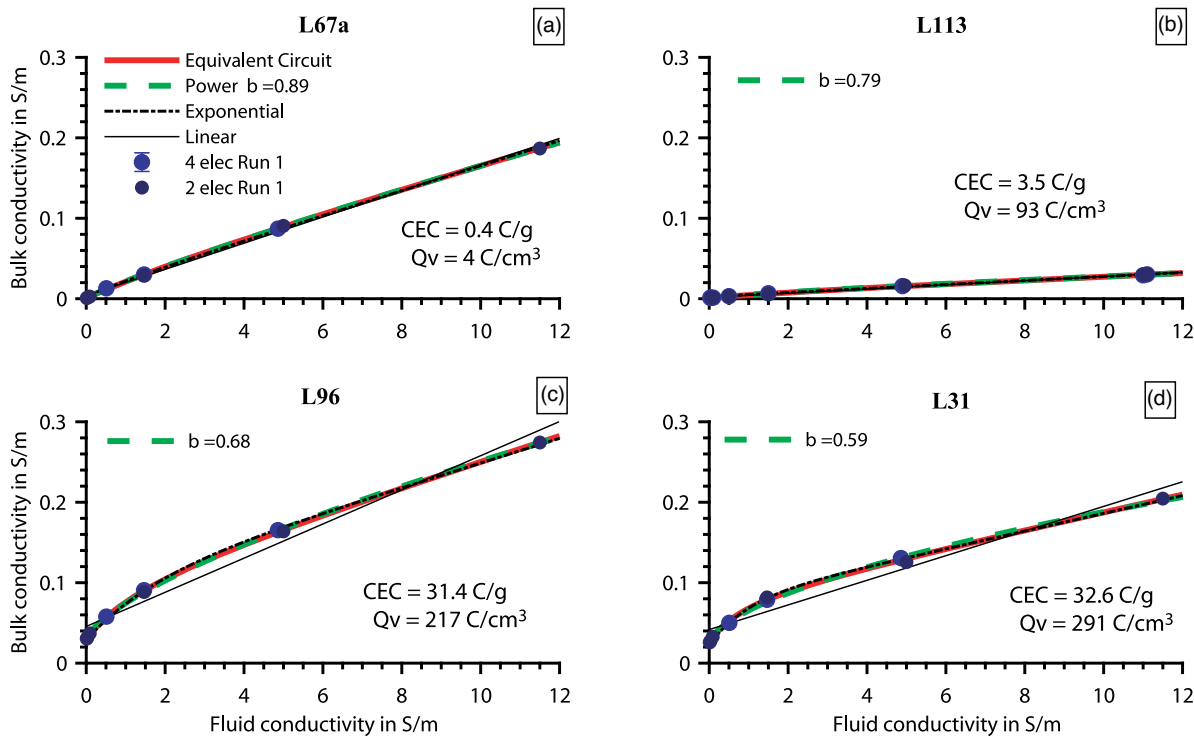 L67a
(a)
Bulk conductivity in S/m
0.3
0.2
0.1
0
Equivalent Circuit
Power b =0.89
Exponential
Linear
4 elec Run 1
2 elec Run 1
CEC = 0.4 C/g
Qv = 4 C/cm³
0 2 4 6 8 10 12
L113
(b)
0.3
0.2
0.1
0
b =0.79
CEC = 3.5 C/g
Qv = 93 C/cm³
0 2 4 6 8 10 12
L96
(c)
Bulk conductivity in S/m
0.3
0.2
0.1
0
b =0.68
CEC = 31.4 C/g
Qv = 217 C/cm³
0 2 4 6 8 10 12
Fluid conductivity in S/m
L31
(d)
0.3
0.2
0.1
0
b =0.59
CEC = 32.6 C/g
Qv = 291 C/cm³
0 2 4 6 8 10 12
Fluid conductivity in S/m